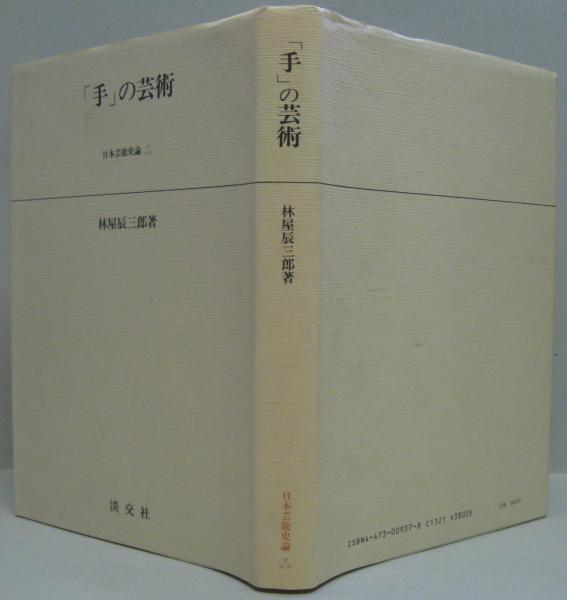 「手」の芸術
日本芸能史論
林屋辰三郎著
淡交社
「手」の芸術
林屋辰三郎著
日本芸能史論
ISBN4-473-00937-8 C1321 ¥3800E